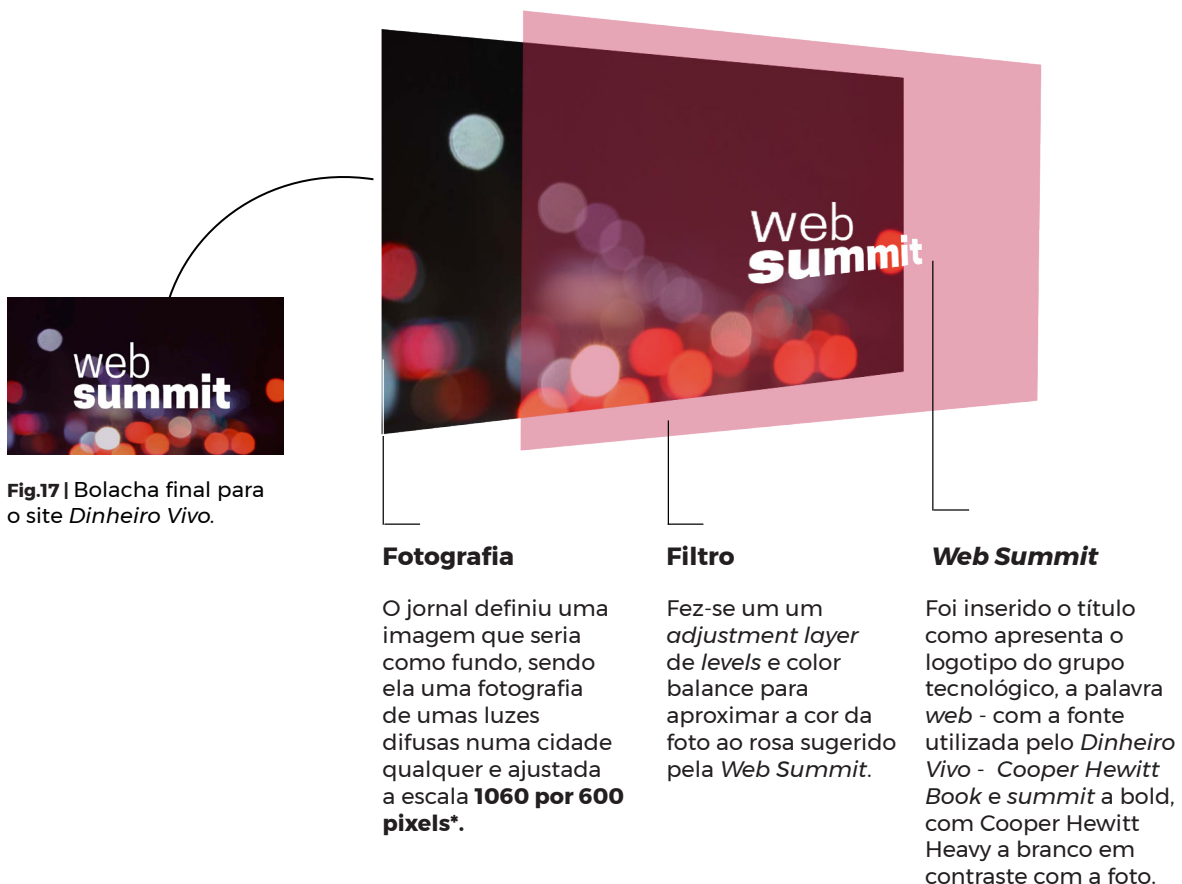 web
summit
web
summit
Fig.17 | Bolacha final para
o site Dinheiro Vivo.
Fotografia
O jornal definiu uma
imagem que seria
como fundo, sendo
ela uma fotografia
de umas luzes
difusas numa cidade
qualquer e ajustada
a escala 1060 por 600
pixels*.
Filtro
Fez-se um um
adjustment layer
de levels e color
balance para
aproximar a cor da
foto ao rosa sugerido
pela Web Summit.
Web Summit
Foi inserido o título
como apresenta o
logotipo do grupo
tecnológico, a palavra
web - com a fonte
utilizada pelo Dinheiro
Vivo - Cooper Hewitt
Book e summit a bold,
com Cooper Hewitt
Heavy a branco em
contraste com a foto.